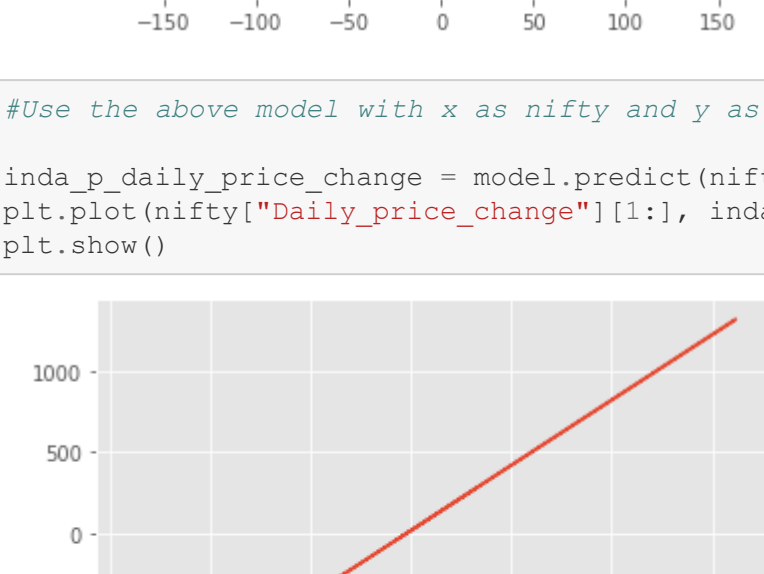 −150 −100 −50 0 50 100 150
#Use the above model with x as nifty and y as
inda_p_daily_price_change = model.predict(nift
plt.plot(nifty["Daily_price_change"][1:], inda
plt.show()
1000
500
0